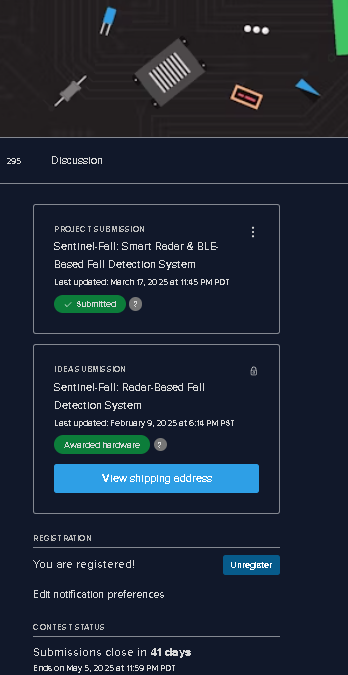 295 Discussion
PROJECT SUBMISSION
Sentinel-Fall: Smart Radar & BLE-
Based Fall Detection System
Last updated: March 17, 2025 at 11:45 PM PDT
Submitted ?
IDEA SUBMISSION
Sentinel-Fall: Radar-Based Fall
Detection System
Last updated: February 9, 2025 at 6:14 PM PST
Awarded hardware ?
View shipping address
REGISTRATION
You are registered! Unregister
Edit notification preferences
CONTEST STATUS
Submissions close in 41 days
Ends on May 5, 2025 at 11:59 PM PDT